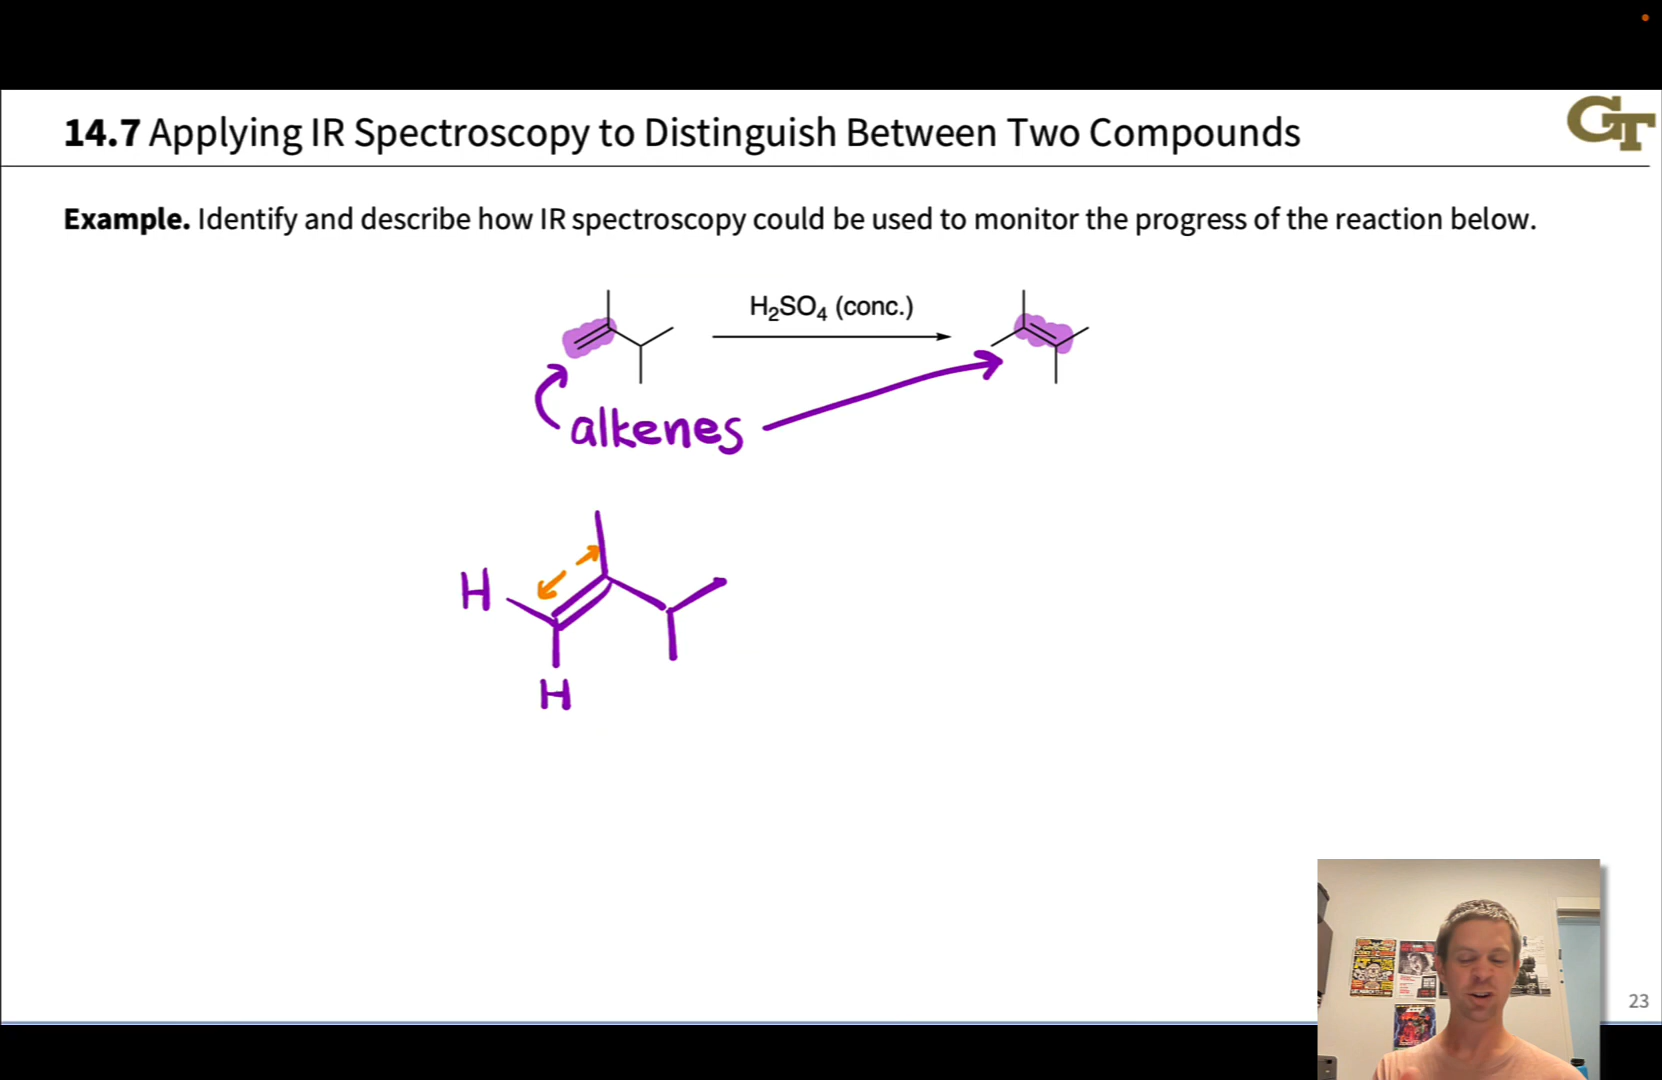 14.7 Applying IR Spectroscopy to Distinguish Between Two Compounds
GT
Example. Identify and describe how IR spectroscopy could be used to monitor the progress of the reaction below.
H₂SO₄ (conc.)
alkenes
H
H
23